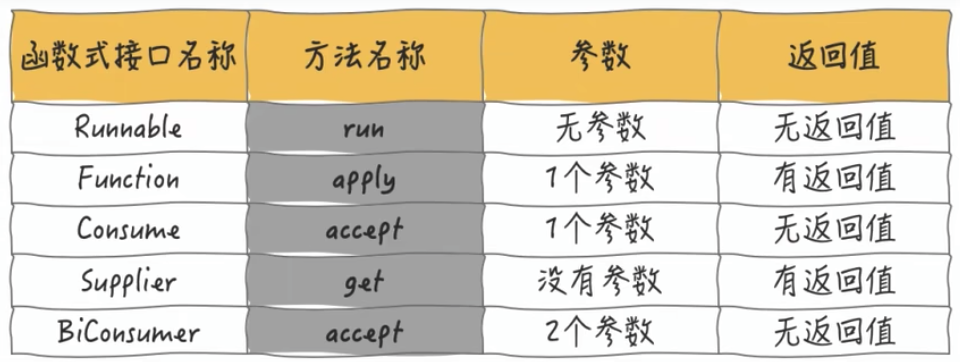 函数式接口名称 方法名称 参数 返回值
Runnable run 无参数 无返回值
Function apply 1个参数 有返回值
Consume accept 1个参数 无返回值
Supplier get 没有参数 有返回值
BiConsumer accept 2个参数 无返回值